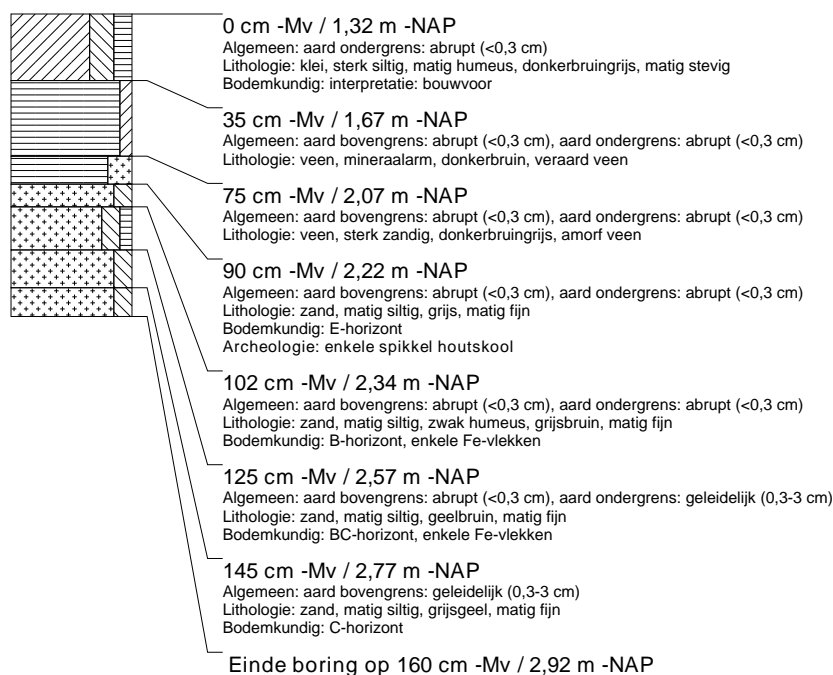 0 cm -Mv / 1,32 m -NAP
Algemeen: aard ondergrens: abrupt (<0,3 cm)
Lithologie: klei, sterk siltig, matig humeus, donkerbruingrijs, matig stevig
Bodemkundig: interpretatie: bouwvoor
35 cm -Mv / 1,67 m -NAP
Algemeen: aard bovengrens: abrupt (<0,3 cm), aard ondergrens: abrupt (<0,3 cm)
Lithologie: veen, mineraalarm, donkerbruin, veraard veen
75 cm -Mv / 2,07 m -NAP
Algemeen: aard bovengrens: abrupt (<0,3 cm), aard ondergrens: abrupt (<0,3 cm)
Lithologie: veen, sterk zandig, donkerbruingrijs, amorf veen
90 cm -Mv / 2,22 m -NAP
Algemeen: aard bovengrens: abrupt (<0,3 cm), aard ondergrens: abrupt (<0,3 cm)
Lithologie: zand, matig siltig, grijs, matig fijn
Bodemkundig: E-horizont
Archeologie: enkele spikkel houtskool
102 cm -Mv / 2,34 m -NAP
Algemeen: aard bovengrens: abrupt (<0,3 cm), aard ondergrens: abrupt (<0,3 cm)
Lithologie: zand, matig siltig, zwak humeus, grijsbruin, matig fijn
Bodemkundig: B-horizont, enkele Fe-vlekken
125 cm -Mv / 2,57 m -NAP
Algemeen: aard bovengrens: abrupt (<0,3 cm), aard ondergrens: geleidelijk (0,3-3 cm)
Lithologie: zand, matig siltig, geelbruin, matig fijn
Bodemkundig: BC-horizont, enkele Fe-vlekken
145 cm -Mv / 2,77 m -NAP
Algemeen: aard bovengrens: geleidelijk (0,3-3 cm)
Lithologie: zand, matig siltig, grijsgeel, matig fijn
Bodemkundig: C-horizont
Einde boring op 160 cm -Mv / 2,92 m -NAP